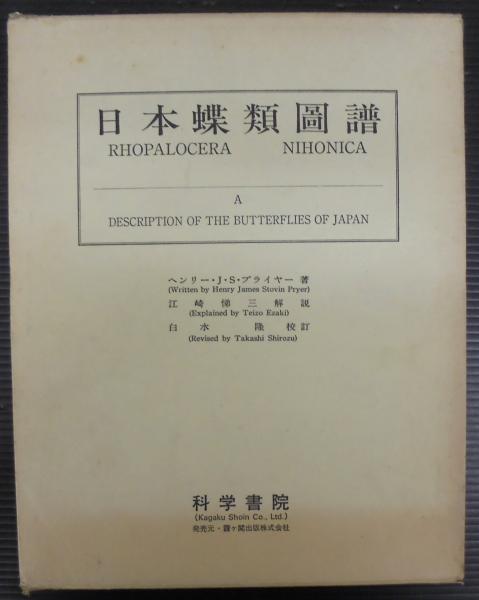 日本蝶類圖譜
RHOPALOCERA NIHONICA
A
DESCRIPTION OF THE BUTTERFLIES OF JAPAN
ヘンリー・J・S・プライヤー 著
(Written by Henry James Stovin Pryer)
江崎悌三解説
(Explained by Teizo Ezaki)
白水隆校訂
(Revised by Takashi Shirozu)
科学書院
(Kagaku Shoin Co., Ltd.)
発売元・霞ケ関出版株式会社